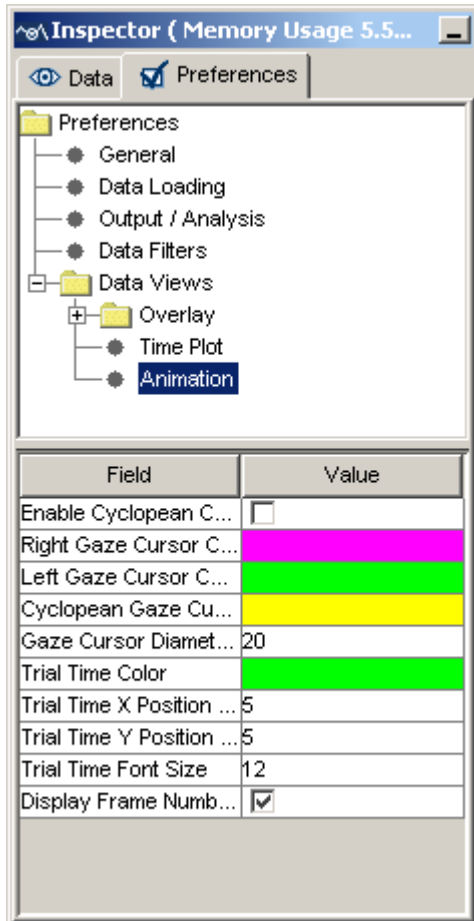 Inspector ( Memory Usage 5.5...
Data Preferences
Preferences
General
Data Loading
Output / Analysis
Data Filters
Data Views
Overlay
Time Plot
Animation
Field Value
Enable Cyclopean C...
Right Gaze Cursor C...
Left Gaze Cursor C...
Cyclopean Gaze Cu...
Gaze Cursor Diamet... 20
Trial Time Color
Trial Time X Position ... 5
Trial Time Y Position ... 5
Trial Time Font Size 12
Display Frame Numb...